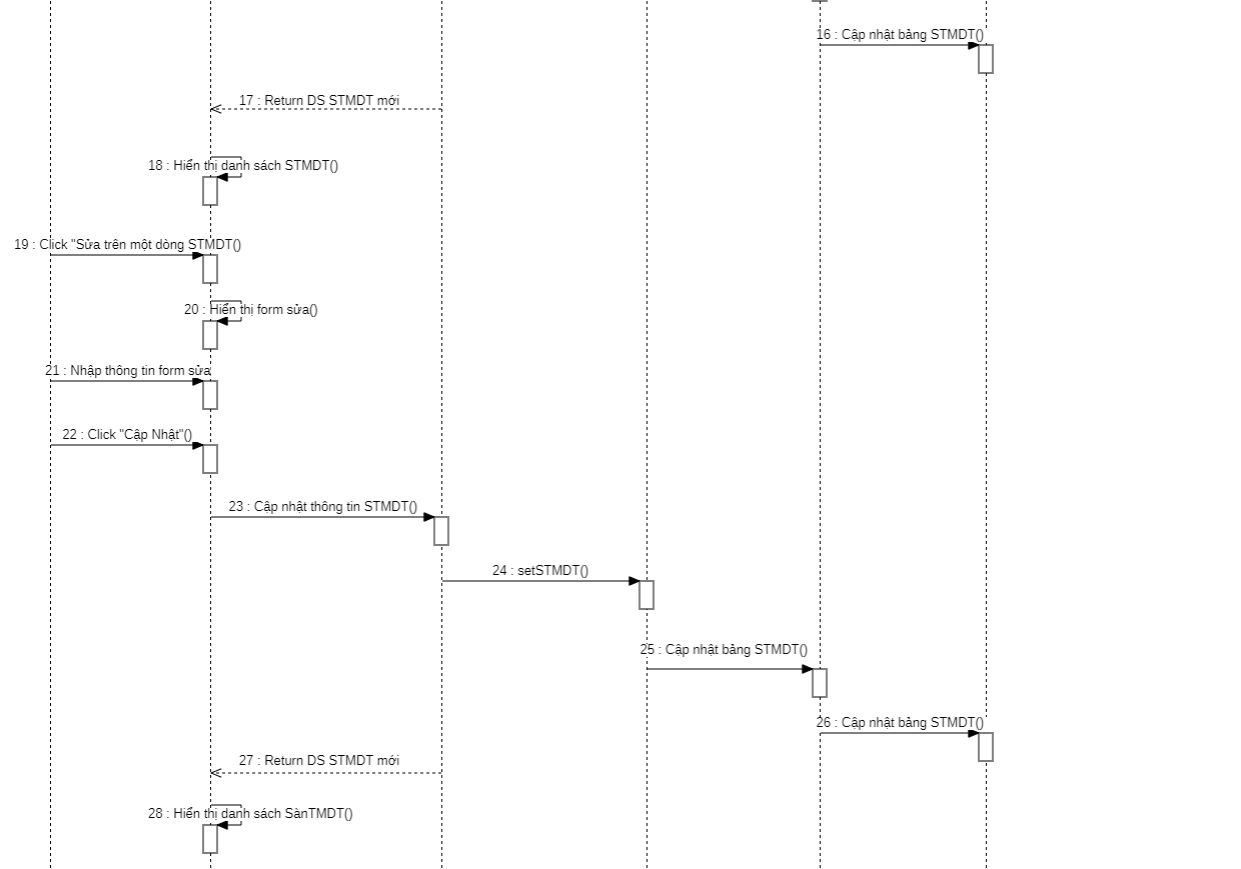 16 : Cập nhật bảng STMDT()
17 : Return DS STMDT mới
18 : Hiển thị danh sách STMDT()
19 : Click "Sửa trên một dòng STMDT()
20 : Hiển thị form sửa()
21 : Nhập thông tin form sửa
22 : Click "Cập Nhật"()
23 : Cập nhật thông tin STMDT()
24 : setSTMDT()
25 : Cập nhật bảng STMDT()
26 : Cập nhật bảng STMDT()
27 : Return DS STMDT mới
28 : Hiển thị danh sách SànTMDT()